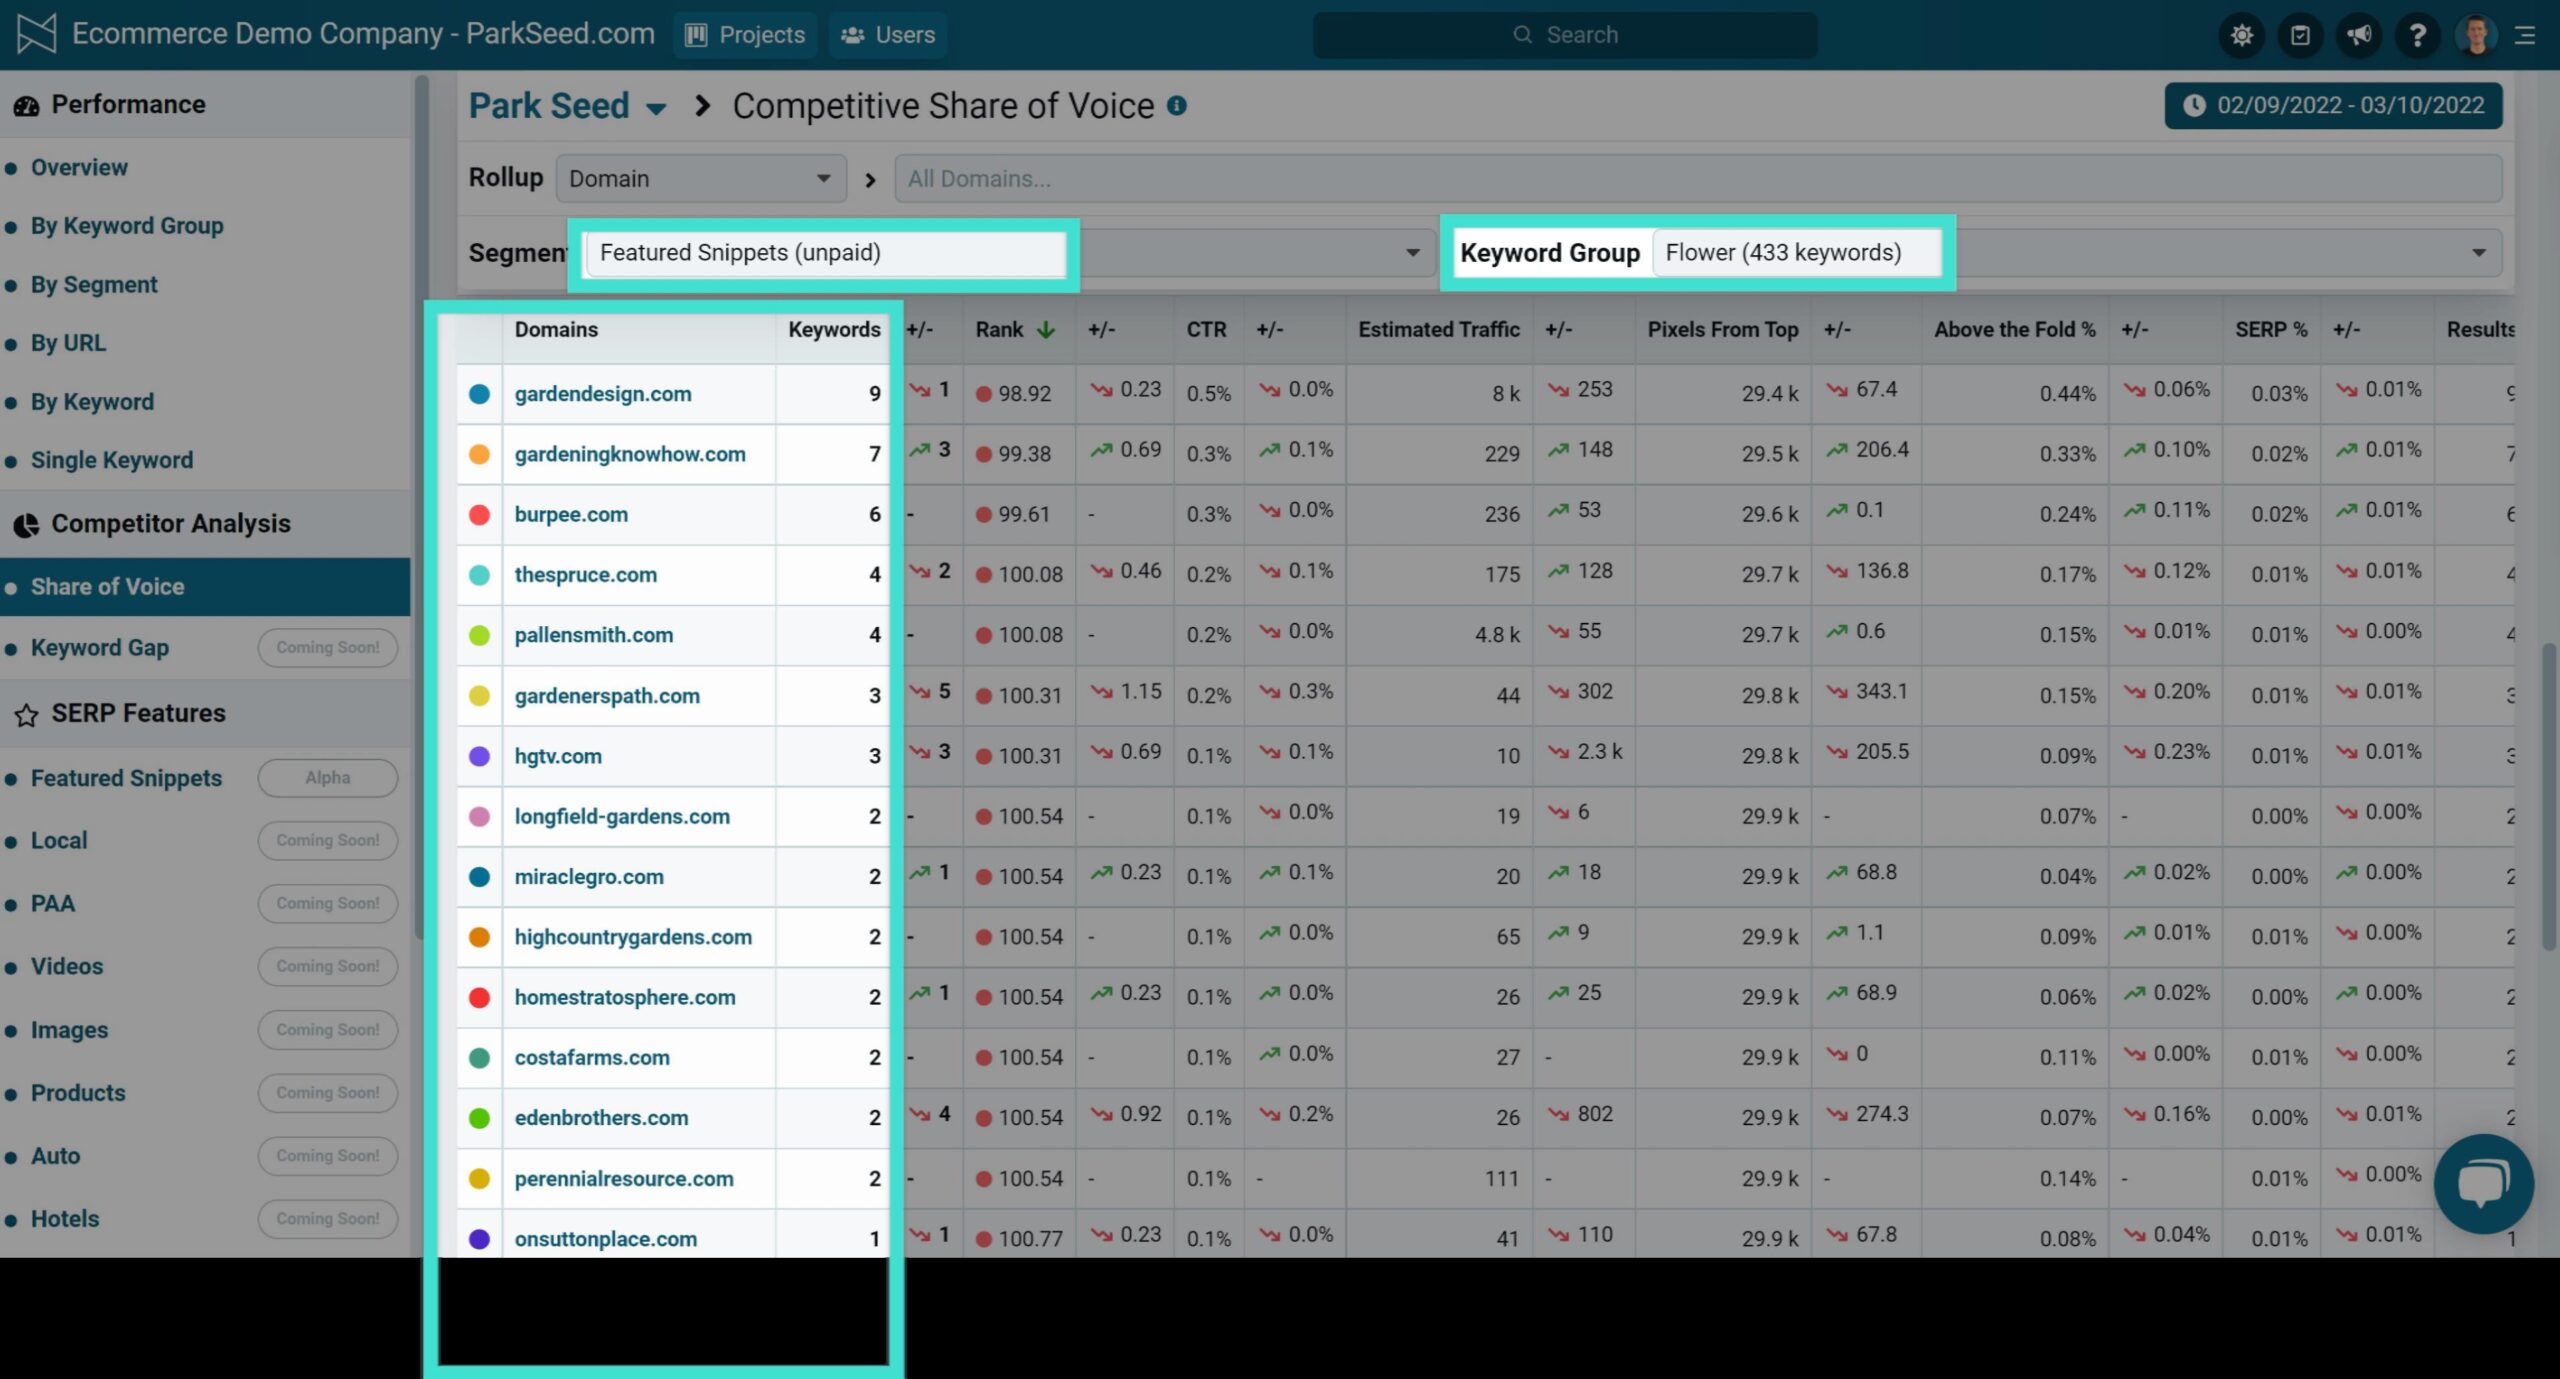 Ecommerce Demo Company - ParkSeed.com Projects Users Search ?
Performance
Overview
By Keyword Group
By Segment
By URL
By Keyword
Single Keyword
Competitor Analysis
Share of Voice
Keyword Gap Coming Soon!
SERP Features
Featured Snippets Alpha
Local Coming Soon!
PAA Coming Soon!
Videos Coming Soon!
Images Coming Soon!
Products Coming Soon!
Auto Coming Soon!
Hotels Coming Soon!
Park Seed > Competitive Share of Voice 02/09/2022 - 03/10/2022
Rollup Domain > All Domains...
Segment Featured Snippets (unpaid) Keyword Group Flower (433 keywords)
Domains Keywords +/- Rank +/- CTR +/- Estimated Traffic +/- Pixels From Top +/- Above the Fold % +/- SERP % +/- Results
gardendesign.com 9 1 98.92 0.23 0.5% 0.0% 8 k 253 29.4 k 67.4 0.44% 0.06% 0.03% 0.01% 9
gardeningknowhow.com 7 3 99.38 0.69 0.3% 0.1% 229 148 29.5 k 206.4 0.33% 0.10% 0.02% 0.01% 7
burpee.com 6 - 99.61 - 0.3% 0.0% 236 53 29.6 k 0.1 0.24% 0.11% 0.02% 0.01% 6
thespruce.com 4 2 100.08 0.46 0.2% 0.1% 175 128 29.7 k 136.8 0.17% 0.12% 0.01% 0.01% 4
pallensmith.com 4 - 100.08 - 0.2% 0.0% 4.8 k 55 29.7 k 0.6 0.15% 0.01% 0.01% 0.00% 4
gardenerspath.com 3 5 100.31 1.15 0.2% 0.3% 44 302 29.8 k 343.1 0.15% 0.20% 0.01% 0.01% 3
hgtv.com 3 3 100.31 0.69 0.1% 0.1% 10 2.3 k 29.8 k 205.5 0.09% 0.23% 0.01% 0.01% 3
longfield-gardens.com 2 - 100.54 - 0.1% 0.0% 19 6 29.9 k - 0.07% - 0.00% 0.00% 2
miraclegro.com 2 1 100.54 0.23 0.1% 0.1% 20 18 29.9 k 68.8 0.04% 0.02% 0.00% 0.00% 2
highcountrygardens.com 2 - 100.54 - 0.1% 0.0% 65 9 29.9 k 1.1 0.09% 0.01% 0.01% 0.00% 2
homestratosphere.com 2 1 100.54 0.23 0.1% 0.0% 26 25 29.9 k 68.9 0.06% 0.02% 0.00% 0.00% 2
costafarms.com 2 - 100.54 - 0.1% 0.0% 27 - 29.9 k 0 0.11% 0.00% 0.01% 0.00% 2
edenbrothers.com 2 4 100.54 0.92 0.1% 0.2% 26 802 29.9 k 274.3 0.07% 0.16% 0.00% 0.01% 2
perennialresource.com 2 - 100.54 - 0.1% - 111 - 29.9 k - 0.14% - 0.01% 0.00% 2
onsuttonplace.com 1 1 100.77 0.23 0.1% 0.0% 41 110 29.9 k 67.8 0.08% 0.04% 0.01% 0.01% 1